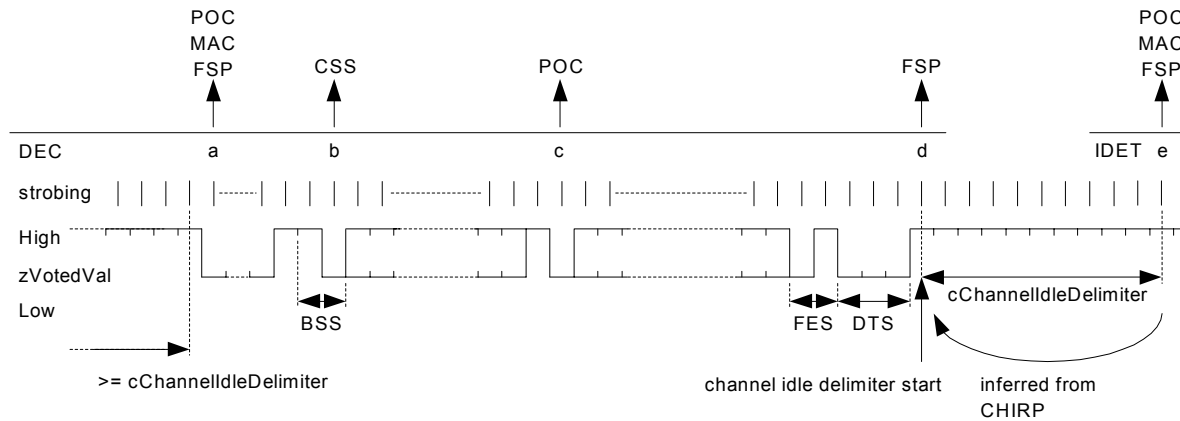 POC POC
MAC MAC
FSP CSS POC FSP FSP
DEC a b c d IDET e
strobing
High
zVotedVal
Low
cChannelIdleDelimiter
BSS FES DTS
>= cChannelIdleDelimiter
channel idle delimiter start
inferred from
CHIRP